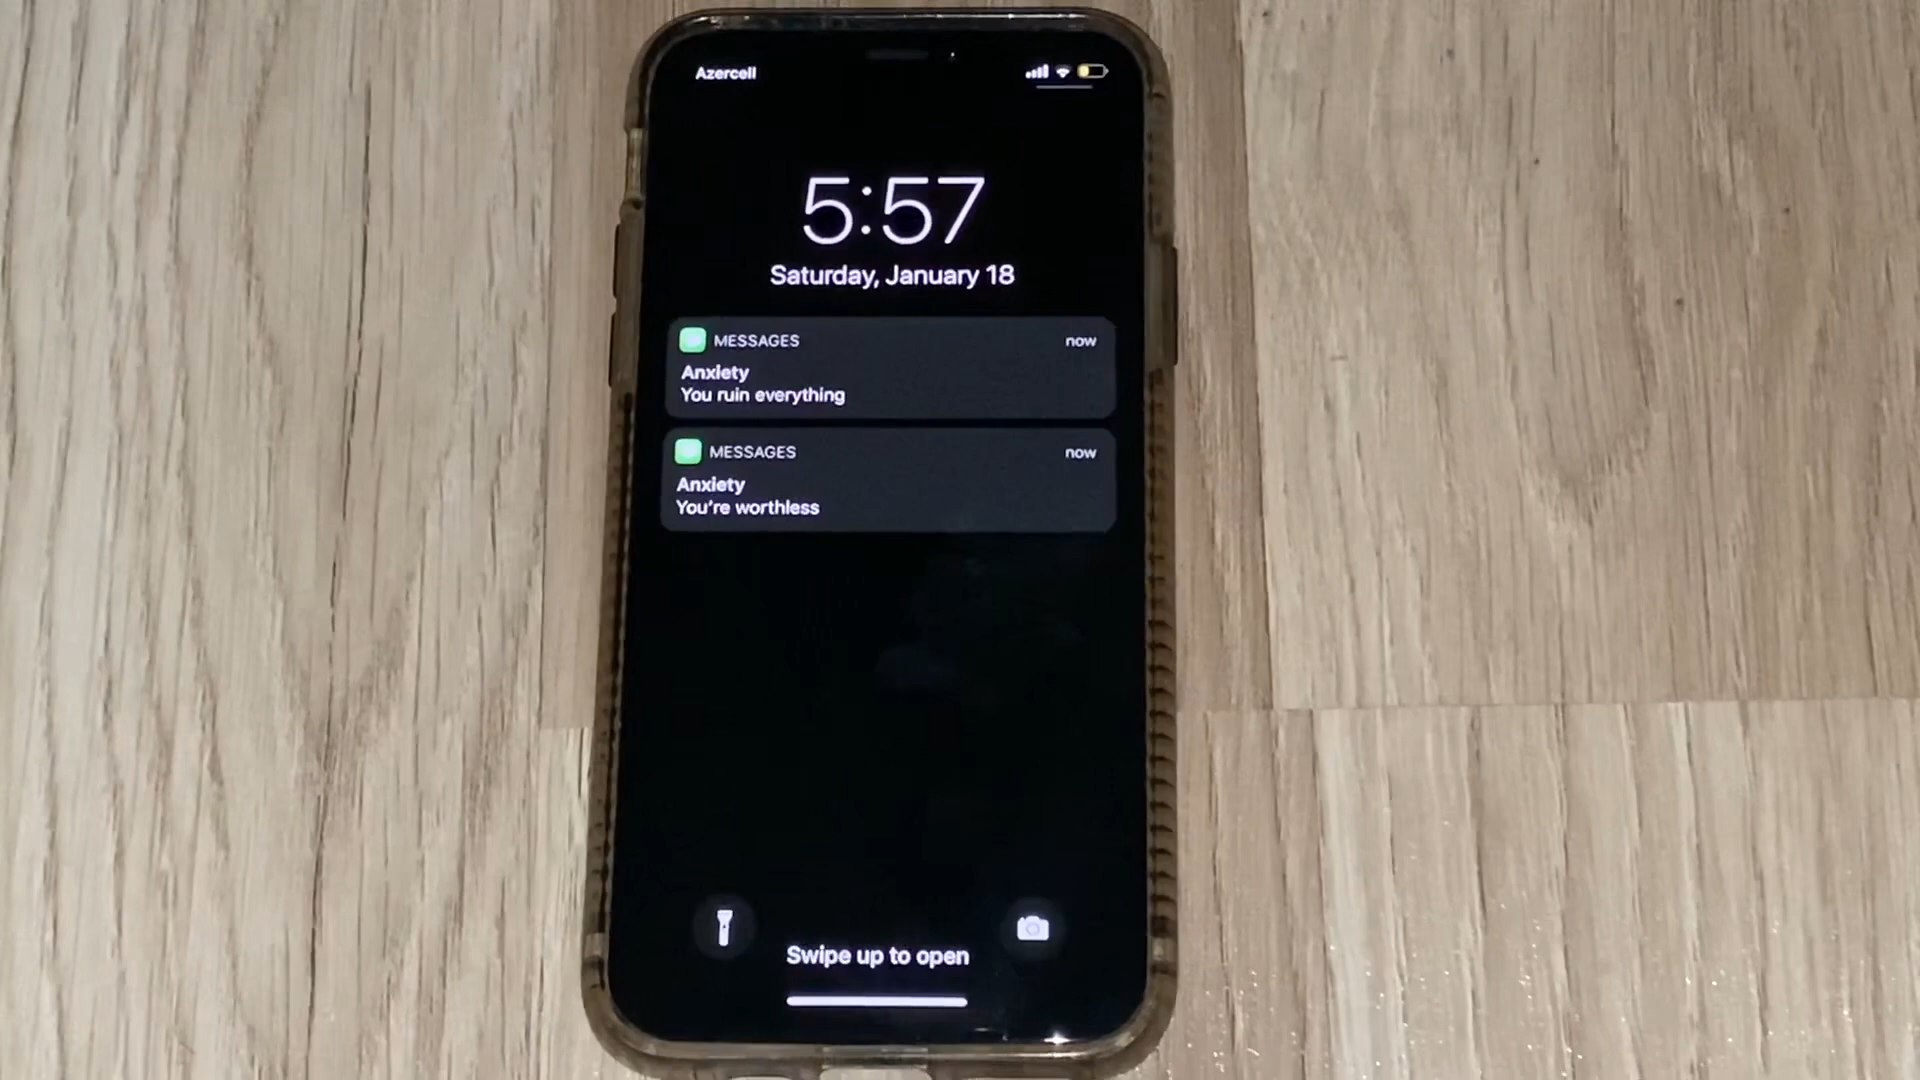 Azercell
5:57
Saturday, January 18
MESSAGES now
Anxiety
You ruin everything
MESSAGES now
Anxiety
You're worthless
Swipe up to open